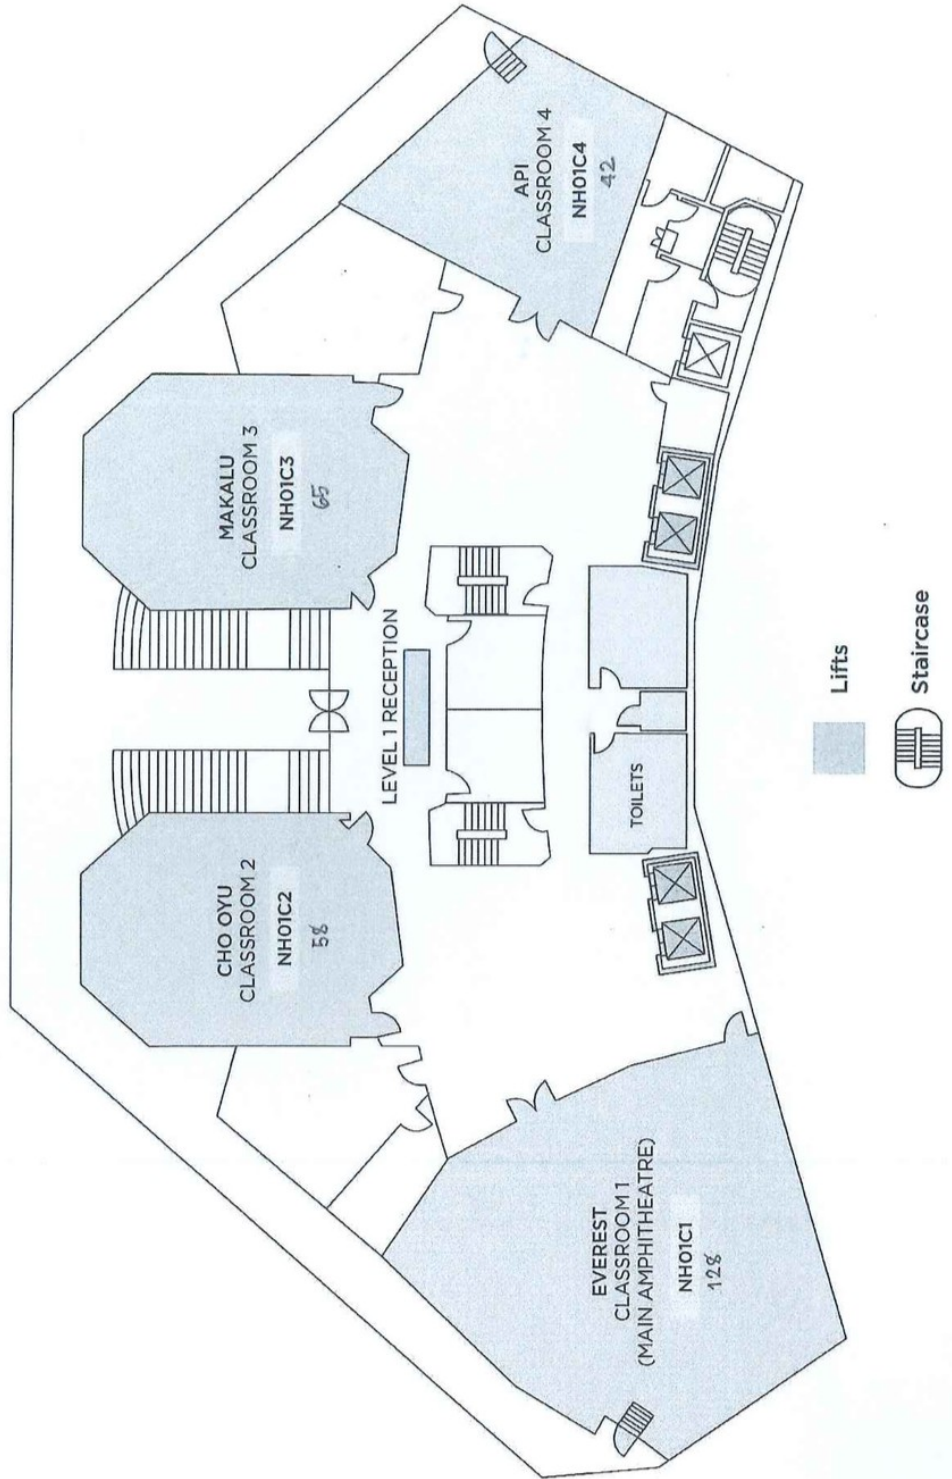 EVEREST
CLASSROOM 1
(MAIN AMPHITHEATRE)
NH01C1
128
CHO OYU
CLASSROOM 2
NH01C2
58
MAKALU
CLASSROOM 3
NH01C3
65
API
CLASSROOM 4
NH01C4
42
LEVEL 1 RECEPTION
TOILETS
Lifts
Staircase